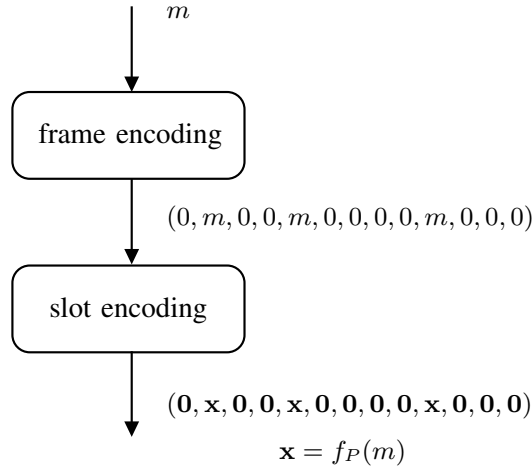 m
frame encoding
(0, m, 0, 0, m, 0, 0, 0, 0, m, 0, 0, 0)
slot encoding
(𝟎, 𝐱, 𝟎, 𝟎, 𝐱, 𝟎, 𝟎, 𝟎, 𝟎, 𝐱, 𝟎, 𝟎, 𝟎)
𝐱 = f_P(m)